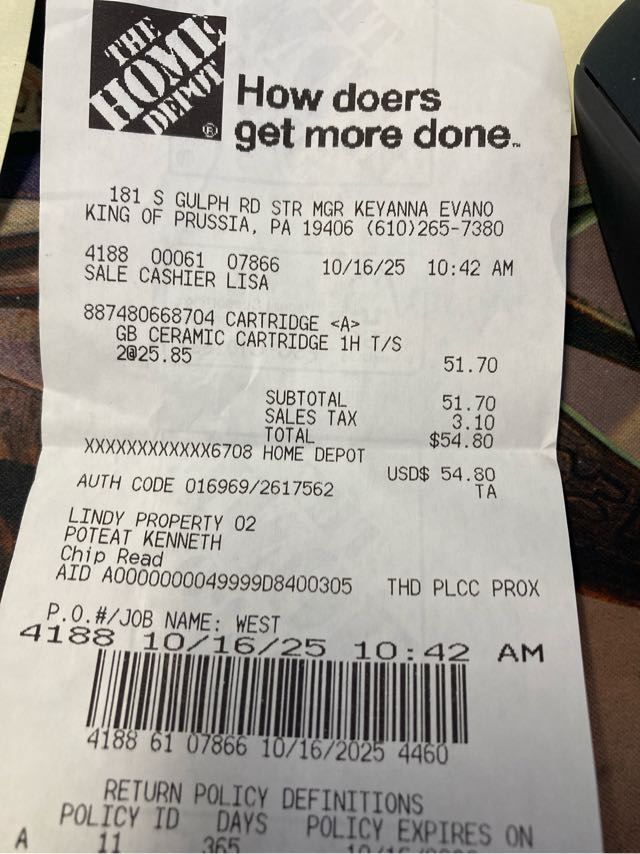 THE
HOME
DEPOT
®
How doers
get more done™
181 S GULPH RD STR MGR KEYANNA EVANO
KING OF PRUSSIA, PA 19406 (610)265-7380
4188 00061 07866 10/16/25 10:42 AM
SALE CASHIER LISA
887480668704 CARTRIDGE <A>
GB CERAMIC CARTRIDGE 1H T/S
2@25.85 51.70
SUBTOTAL 51.70
SALES TAX 3.10
TOTAL $54.80
XXXXXXXXXXXX6708 HOME DEPOT
USD$ 54.80
AUTH CODE 016969/2617562 TA
LINDY PROPERTY 02
POTEAT KENNETH
Chip Read
AID A0000000049999D8400305 THD PLCC PROX
P.O.#/JOB NAME: WEST
4188 10/16/25 10:42 AM
4188 61 07866 10/16/2025 4460
RETURN POLICY DEFINITIONS
POLICY ID DAYS POLICY EXPIRES ON
A 11 365